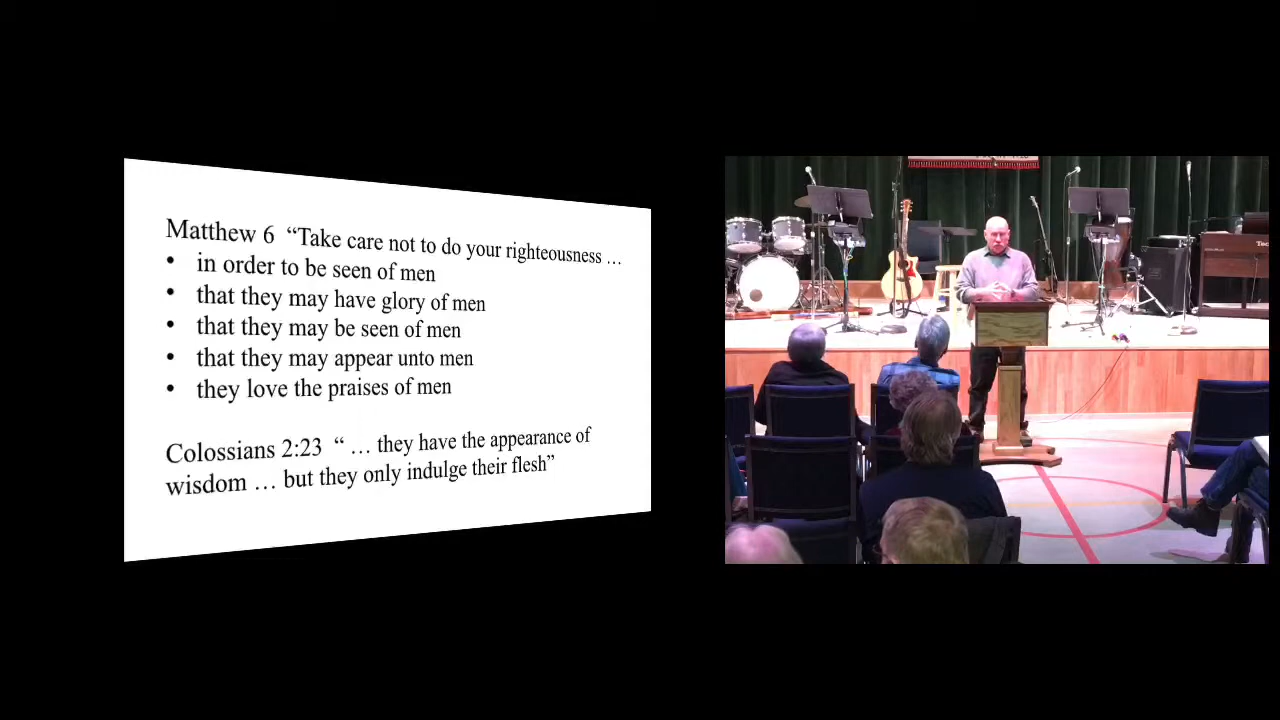 Matthew 6 “Take care not to do your righteousness …
• in order to be seen of men
• that they may have glory of men
• that they may be seen of men
• that they may appear unto men
• they love the praises of men
Colossians 2:23 “ … they have the appearance of
wisdom … but they only indulge their flesh”